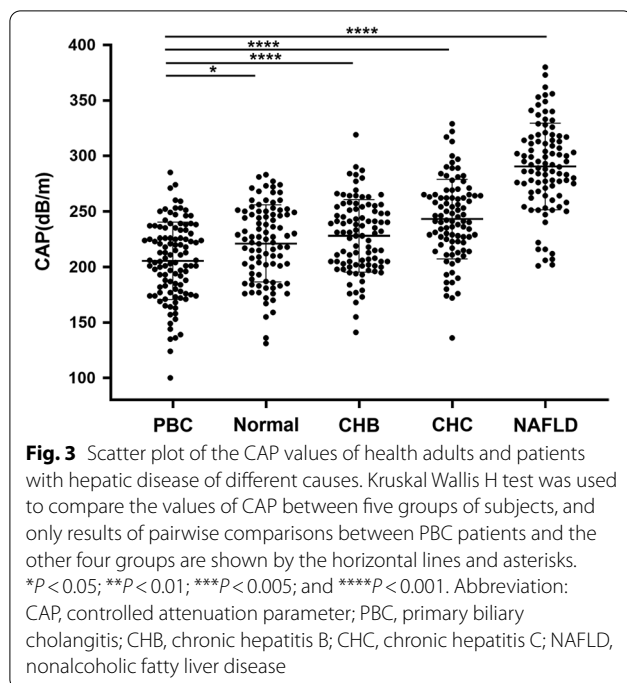 ****
****
****
*
400
350
300
250
200
150
100
CAP(dB/m)
PBC Normal CHB CHC NAFLD
Fig. 3 Scatter plot of the CAP values of health adults and patients
with hepatic disease of different causes. Kruskal Wallis H test was used
to compare the values of CAP between five groups of subjects, and
only results of pairwise comparisons between PBC patients and the
other four groups are shown by the horizontal lines and asterisks.
*P < 0.05; **P < 0.01; ***P < 0.005; and ****P < 0.001. Abbreviation:
CAP, controlled attenuation parameter; PBC, primary biliary
cholangitis; CHB, chronic hepatitis B; CHC, chronic hepatitis C; NAFLD,
nonalcoholic fatty liver disease